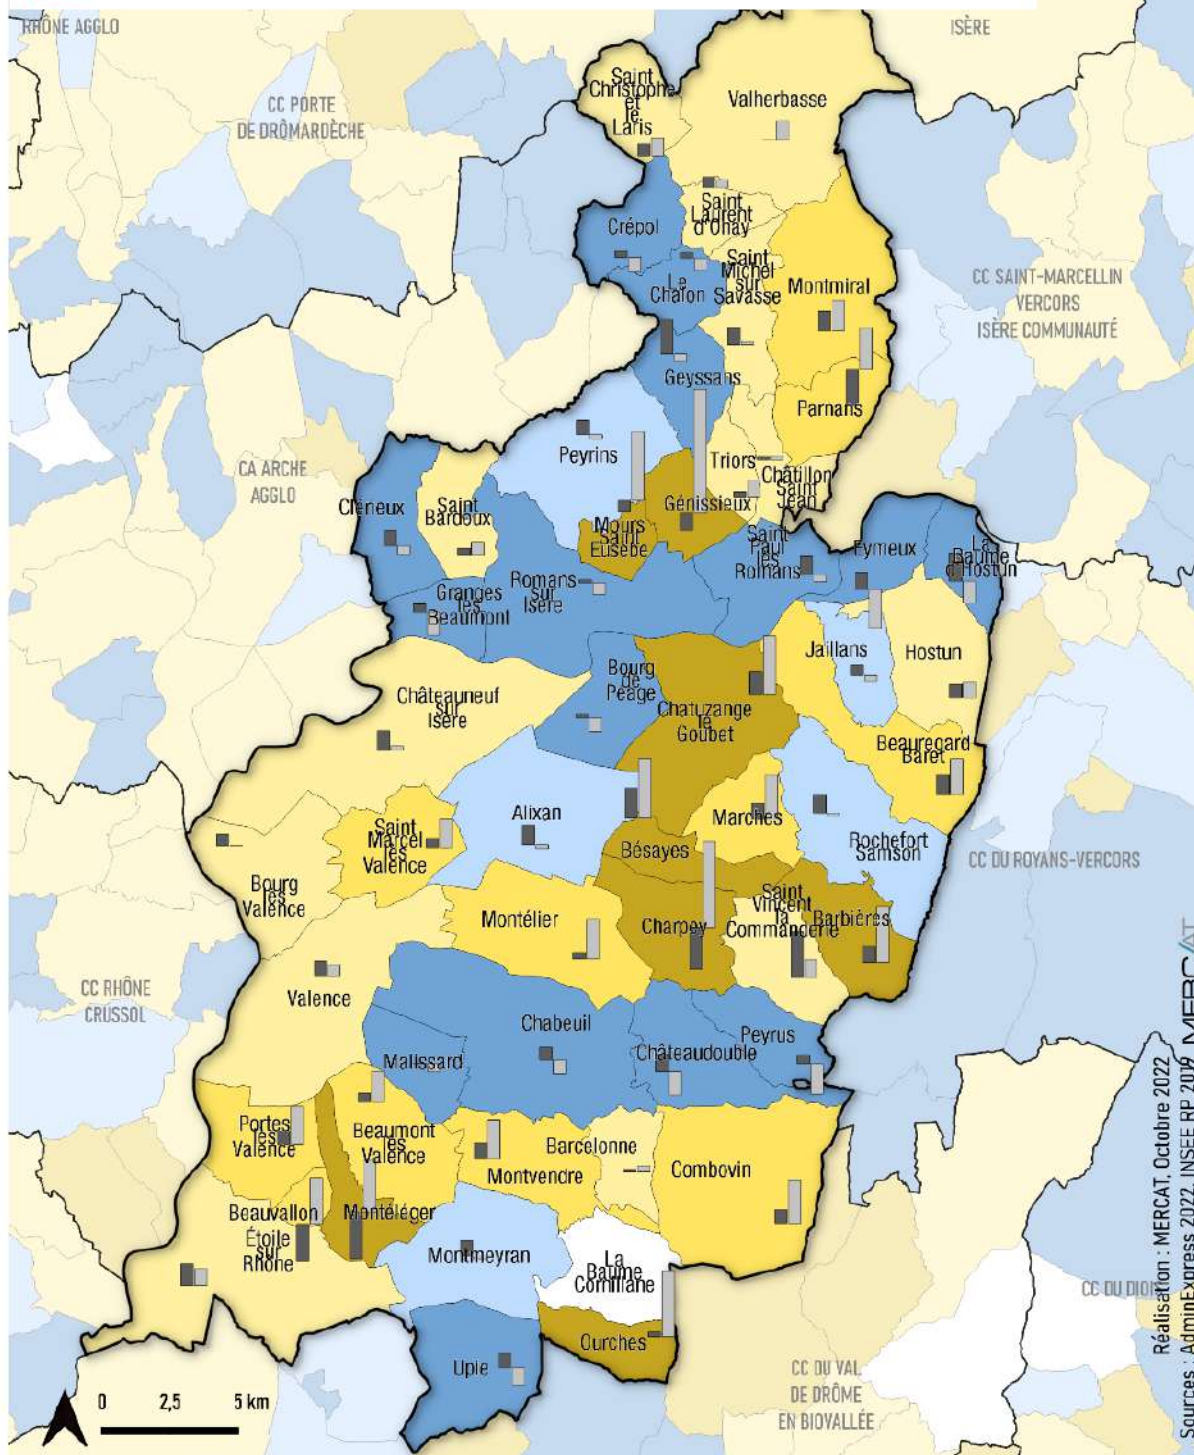 RHÔNE AGGLO
ISÈRE
CC PORTE
DE DRÔMARDÈCHE
Saint
Christophe
et
le
Laris
Valherbasse
Crépol
Saint
Laurent
d'Onay
Le
Chalon
Saint
Michel
sur
Savasse
Montmiral
CC SAINT-MARCELLIN
VERCORS
ISÈRE COMMUNAUTÉ
Geyssans
Parnans
CA ARCHE
AGGLO
Peyrins
Triors
Châtillon
Saint
Jean
Clérieux
Saint
Bardoux
Mours
Saint
Eusèbe
Génissieux
Saint
Paul
lès
Romans
Eymeux
La
Baume
d'Hostun
Granges
les
Beaumont
Romans
sur
Isère
Jaillans
Hostun
Châteauneuf
sur
Isère
Bourg
de
Péage
Chatuzange
le
Goubet
Beauregard
Baret
Saint
Marcel
lès
Valence
Alixan
Marches
Rochefort
Samson
CC DU ROYANS-VERCORS
Bésayes
Bourg
lès
Valence
Montélier
Charpey
Saint
Vincent
la
Commanderie
Barbières
CC RHÔNE
CRUSSOL
Valence
Chabeuil
Peyrus
Malissard
Châteaudouble
Portes
lès
Valence
Beaumont
lès
Valence
Barcelonne
Montvendre
Combovin
Beauvallon
Montéléger
Étoile
sur
Rhône
Montmeyran
La
Baume
Cornillane
CC DU DIOIS
Ourches
Upie
CC DU VAL
DE DRÔME
EN BIOVALLÉE
0 2,5 5 km
Réalisation : MERCAT, Octobre 2022
Sources : AdminExpress 2022, INSEE RP 2019
MERCAT